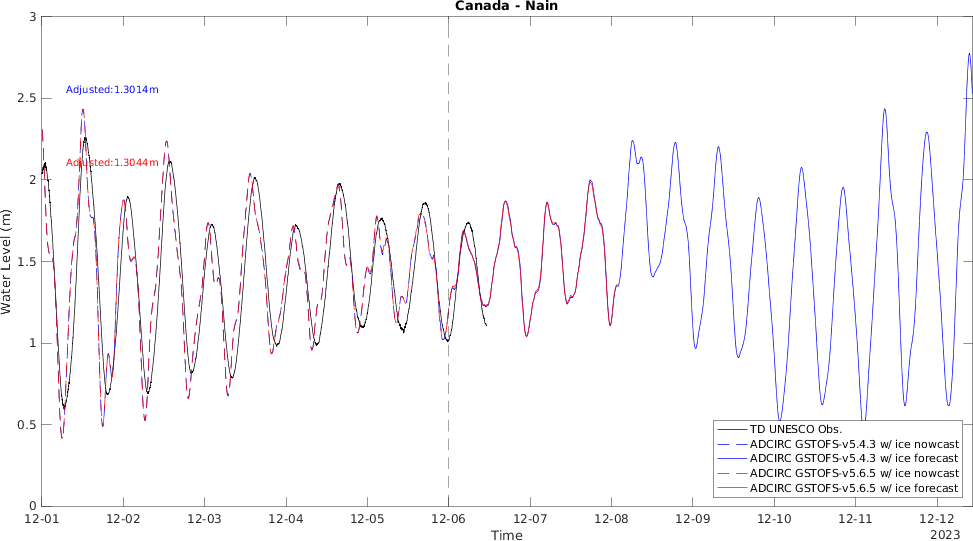 Canada - Nain
3
2.5
2
1.5
1
0.5
0
Water Level (m)
Adjusted:1.3014m
Adjusted:1.3044m
TD UNESCO Obs.
ADCIRC GSTOFS-v5.4.3 w/ ice nowcast
ADCIRC GSTOFS-v5.4.3 w/ ice forecast
ADCIRC GSTOFS-v5.6.5 w/ ice nowcast
ADCIRC GSTOFS-v5.6.5 w/ ice forecast
12-01 12-02 12-03 12-04 12-05 12-06 12-07 12-08 12-09 12-10 12-11 12-12
Time
2023